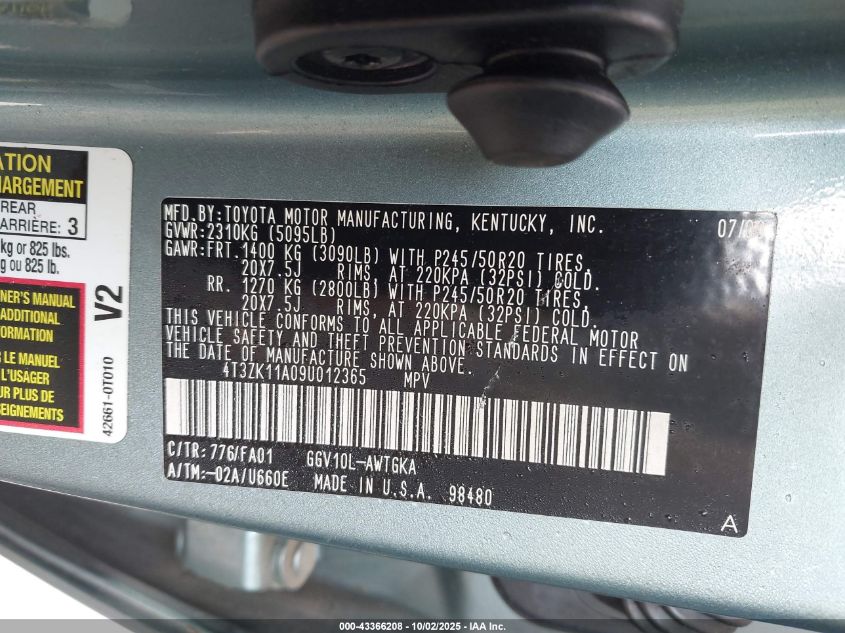 ATION
HARGEMENT
REAR
ARRIÈRE: 3
kg or 825 lbs.
g ou 825 lb.
NER'S MANUAL
ADDITIONAL
FORMATION
R LE MANUEL
L'USAGER
PLUS DE
SEIGNEMENTS
V2
42661-0T010
MFD.BY:TOYOTA MOTOR MANUFACTURING, KENTUCKY, INC. 07/0
GVWR:2310KG (5095LB)
GAWR:FRT. 1400 KG (3090LB) WITH P245/50R20 TIRES,
20X7.5J RIMS, AT 220KPA (32PSI) COLD.
RR. 1270 KG (2800LB) WITH P245/50R20 TIRES,
20X7.5J RIMS, AT 220KPA (32PSI) COLD.
THIS VEHICLE CONFORMS TO ALL APPLICABLE FEDERAL MOTOR
VEHICLE SAFETY AND THEFT PREVENTION STANDARDS IN EFFECT ON
THE DATE OF MANUFACTURE SHOWN ABOVE.
4T3ZK11A09U012365 MPV
C/TR: 776/FA01 GGV10L-AWTGKA
A/TM:-02A/U660E MADE IN U.S.A. 98480
A
000-43366208 - 10/02/2025 - IAA Inc.